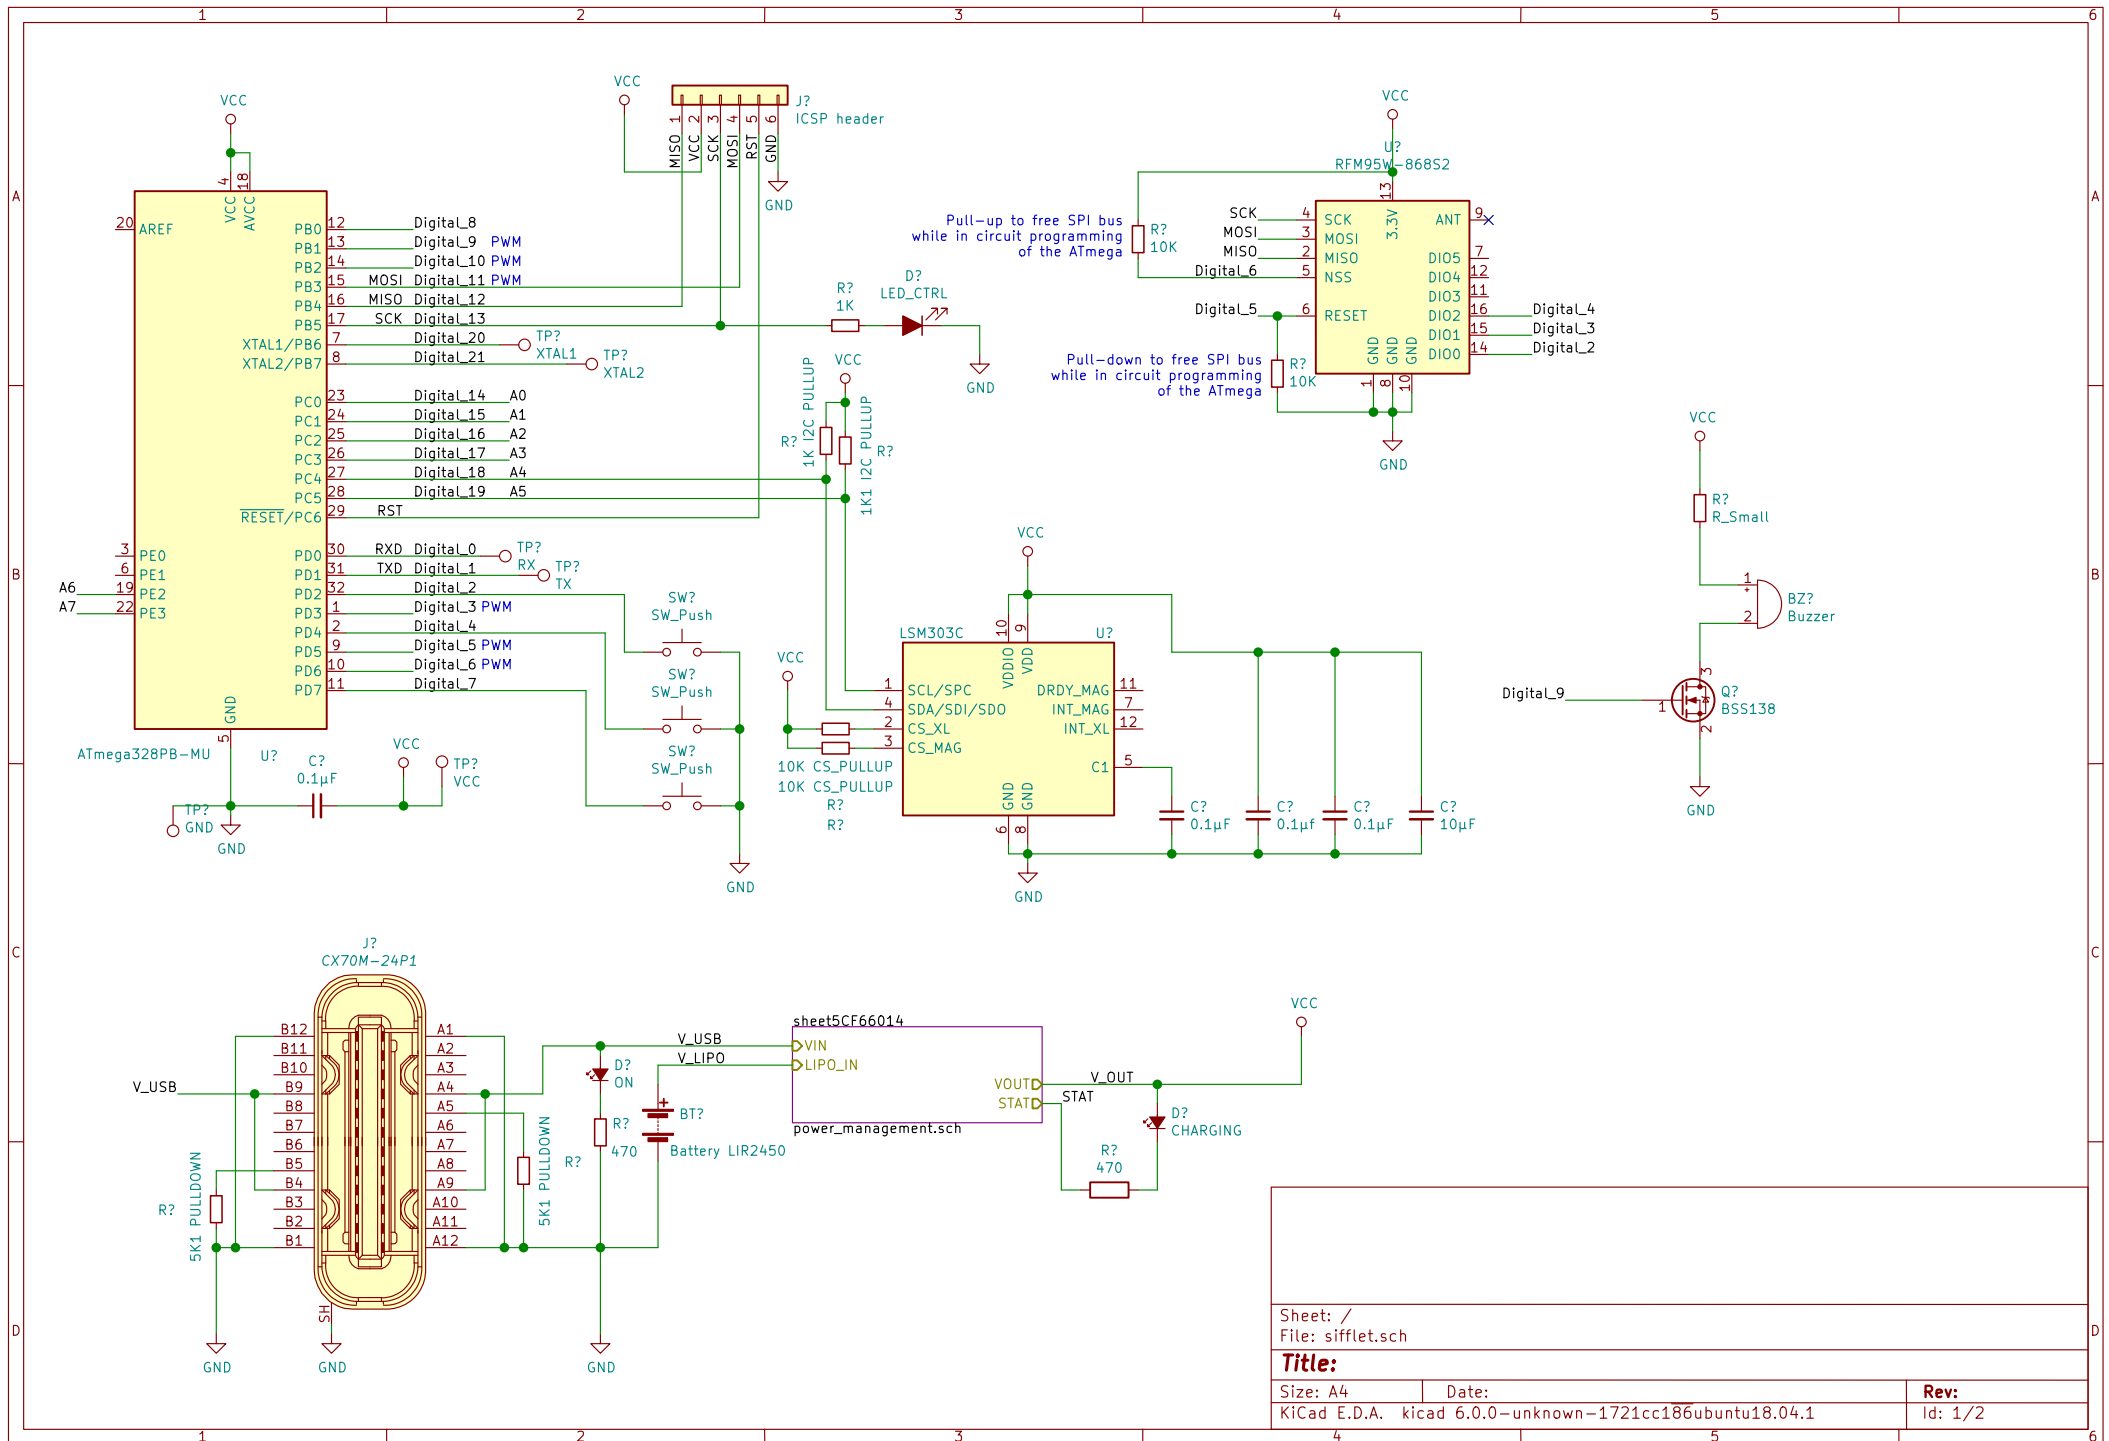 1 2 3 4 5 6
A
B
C
D
VCC
4
18
VCC
AVCC
20 AREF
PB0 12 Digital_8
PB1 13 Digital_9 PWM
PB2 14 Digital_10 PWM
PB3 15 MOSI Digital_11 PWM
PB4 16 MISO Digital_12
PB5 17 SCK Digital_13
XTAL1/PB6 7 Digital_20
TP?
XTAL1
XTAL2/PB7 8 Digital_21
TP?
XTAL2
PC0 23 Digital_14 A0
PC1 24 Digital_15 A1
PC2 25 Digital_16 A2
PC3 26 Digital_17 A3
PC4 27 Digital_18 A4
PC5 28 Digital_19 A5
RESET/PC6 29 RST
3 PE0
6 PE1
A6 19 PE2
A7 22 PE3
PD0 30 RXD Digital_0
TP?
RX
PD1 31 TXD Digital_1
TP?
TX
PD2 32 Digital_2
PD3 1 Digital_3 PWM
PD4 2 Digital_4
PD5 9 Digital_5 PWM
PD6 10 Digital_6 PWM
PD7 11 Digital_7
GND
5
ATmega328PB-MU U?
TP?
GND
GND
C?
0.1µF
VCC
TP?
VCC
VCC
J?
ICSP header
MISO 1
VCC 2
SCK 3
MOSI 4
RST 5
GND 6
GND
R?
1K
D?
LED_CTRL
GND
VCC
R?
1K I2C PULLUP
R?
1K1 I2C PULLUP
SW?
SW_Push
SW?
SW_Push
SW?
SW_Push
GND
VCC
U?
RFM95W-868S2
13
3.3V
Pull-up to free SPI bus
while in circuit programming
of the ATmega
R?
10K
SCK 4 SCK
MOSI 3 MOSI
MISO 2 MISO
Digital_6 5 NSS
Digital_5 6 RESET
ANT 9
DIO5 7
DIO4 12
DIO3 11
DIO2 16 Digital_4
DIO1 15 Digital_3
DIO0 14 Digital_2
GND GND GND
1 8 10
Pull-down to free SPI bus
while in circuit programming
of the ATmega
R?
10K
GND
VCC
LSM303C U?
10 9
VDDIO VDD
1 SCL/SPC
4 SDA/SDI/SDO
2 CS_XL
3 CS_MAG
DRDY_MAG 11
INT_MAG 7
INT_XL 12
C1 5
GND GND
6 8
GND
VCC
10K CS_PULLUP
10K CS_PULLUP
R?
R?
C?
0.1µF
C?
0.1µf
C?
0.1µF
C?
10µF
VCC
R?
R_Small
1
+
2
BZ?
Buzzer
Digital_9
1
3
2
Q?
BSS138
GND
J?
CX70M-24P1
B12 A1
B11 A2
B10 A3
V_USB B9 A4
B8 A5
B7 A6
B6 A7
B5 A8
B4 A9
B3 A10
B2 A11
B1 A12
SH
R?
5K1 PULLDOWN
GND
GND
5K1 PULLDOWN
R?
D?
ON
R?
470
GND
V_USB
V_LIPO
+
BT?
Battery LIR2450
sheet5CF66014
VIN
LIPO_IN
VOUT
STAT
power_management.sch
V_OUT
STAT
VCC
D?
CHARGING
R?
470
Sheet: /
File: sifflet.sch
Title:
Size: A4 Date: Rev:
KiCad E.D.A. kicad 6.0.0-unknown-1721cc186ubuntu18.04.1 Id: 1/2
A
B
C
D
1 2 3 4 5 6